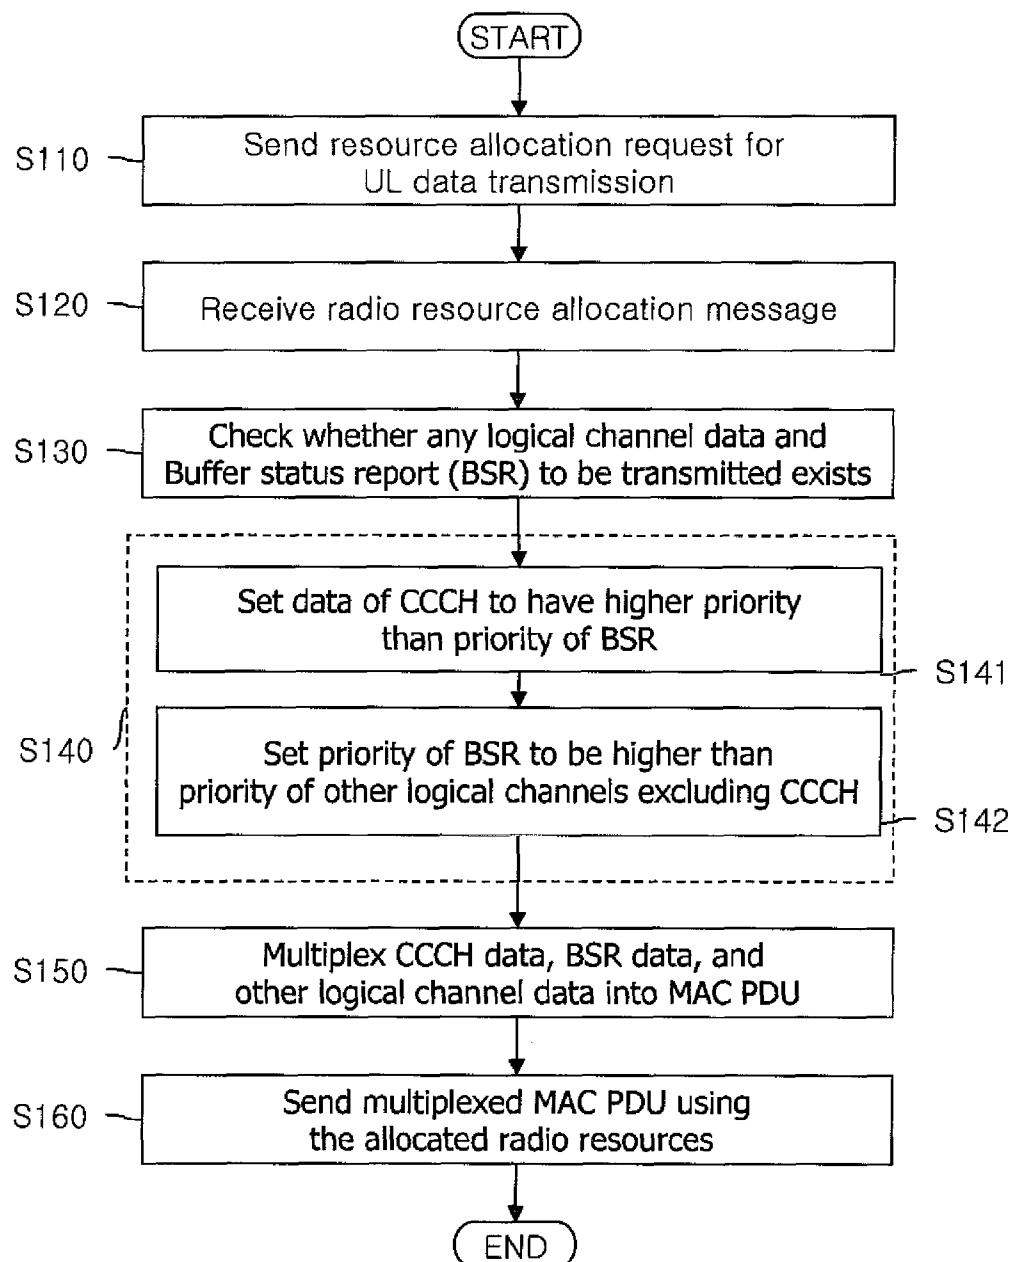 START
S110
Send resource allocation request for
UL data transmission
S120
Receive radio resource allocation message
S130
Check whether any logical channel data and
Buffer status report (BSR) to be transmitted exists
Set data of CCCH to have higher priority
than priority of BSR
S141
S140
Set priority of BSR to be higher than
priority of other logical channels excluding CCCH
S142
S150
Multiplex CCCH data, BSR data, and
other logical channel data into MAC PDU
S160
Send multiplexed MAC PDU using
the allocated radio resources
END